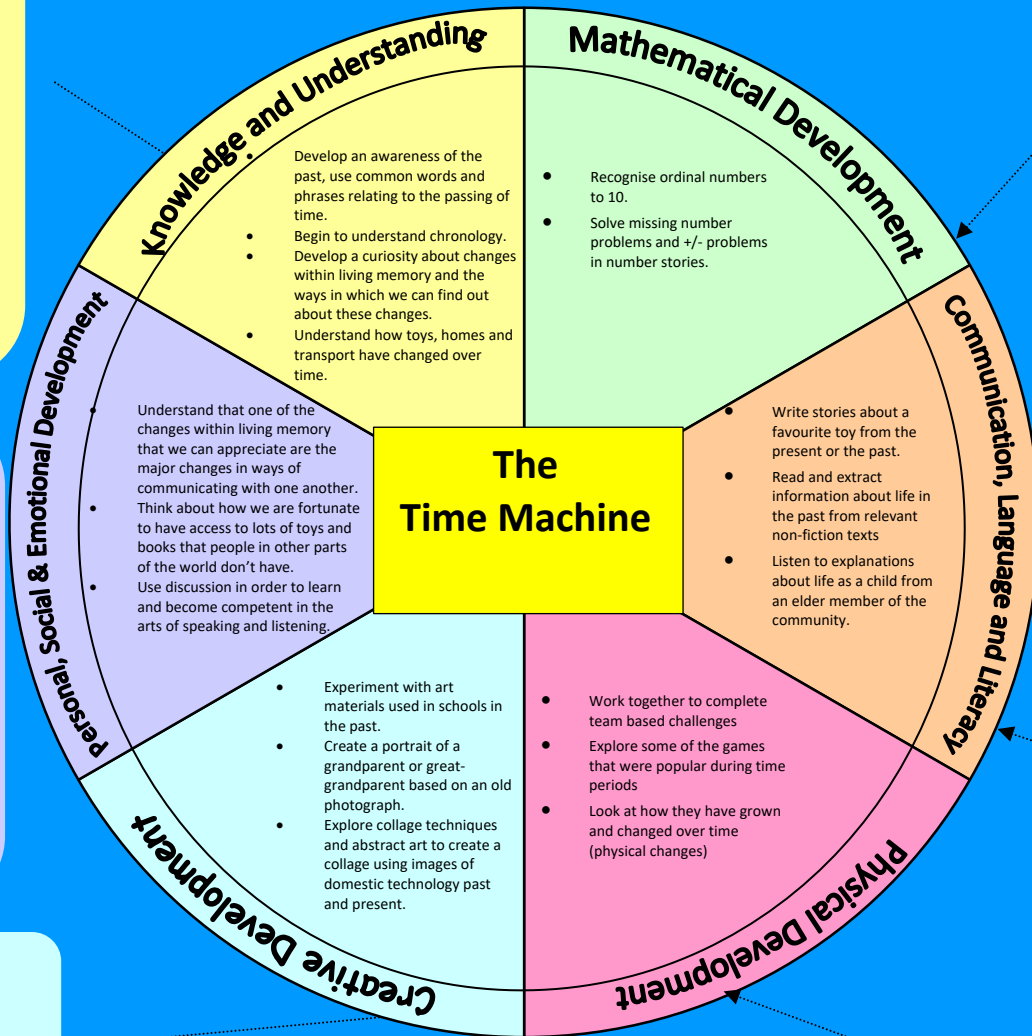 Knowledge and Understanding
Develop an awareness of the
past, use common words and
phrases relating to the passing of
time.
Begin to understand chronology.
Develop a curiosity about changes
within living memory and the
ways in which we can find out
about these changes.
Understand how toys, homes and
transport have changed over
time.
Mathematical Development
Recognise ordinal numbers
to 10.
Solve missing number
problems and +/- problems
in number stories.
Personal, Social & Emotional Development
Understand that one of the
changes within living memory
that we can appreciate are the
major changes in ways of
communicating with one another.
Think about how we are fortunate
to have access to lots of toys and
books that people in other parts
of the world don't have.
Use discussion in order to learn
and become competent in the
arts of speaking and listening.
The
Time Machine
Communication, Language and Literacy
Write stories about a
favourite toy from the
present or the past.
Read and extract
information about life in
the past from relevant
non-fiction texts
Listen to explanations
about life as a child from
an elder member of the
community.
Experiment with art
materials used in schools in
the past.
Create a portrait of a
grandparent or great-
grandparent based on an old
photograph.
Explore collage techniques
and abstract art to create a
collage using images of
domestic technology past
and present.
Creative Development
Work together to complete
team based challenges
Explore some of the games
that were popular during time
periods
Look at how they have grown
and changed over time
(physical changes)
Physical Development